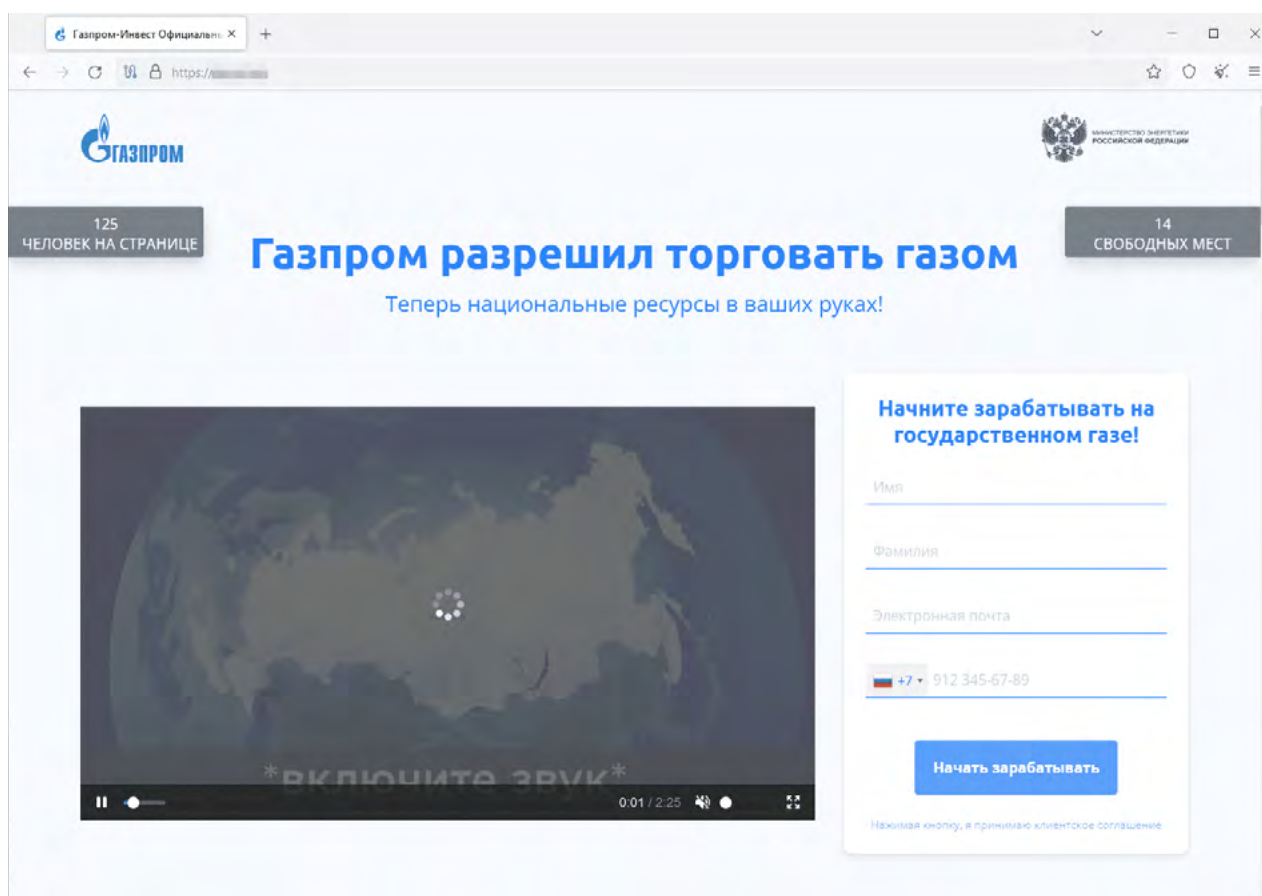 Газпром-Инвест Официальн
https://
ГАЗПРОМ
МИНИСТЕРСТВО ЭНЕРГЕТИКИ
РОССИЙСКОЙ ФЕДЕРАЦИИ
125
ЧЕЛОВЕК НА СТРАНИЦЕ
14
СВОБОДНЫХ МЕСТ
Газпром разрешил торговать газом
Теперь национальные ресурсы в ваших руках!
Начните зарабатывать на
государственном газе!
Имя
Фамилия
Электронная почта
+7 912 345-67-89
Начать зарабатывать
Нажимая кнопку, я принимаю клиентское соглашение
*включите звук*
0:01 / 2:25